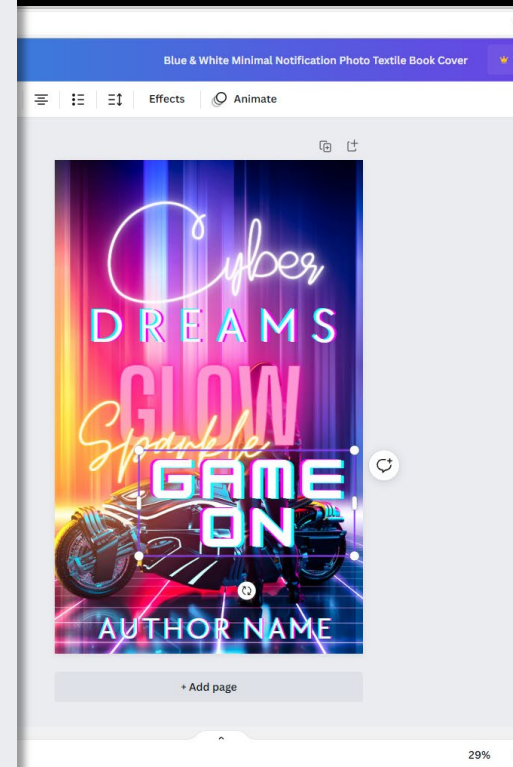 Blue & White Minimal Notification Photo Textile Book Cover
Effects Animate
Cyber
DREAMS
GLOW
Sparkle
GAME
ON
AUTHOR NAME
+ Add page
29%